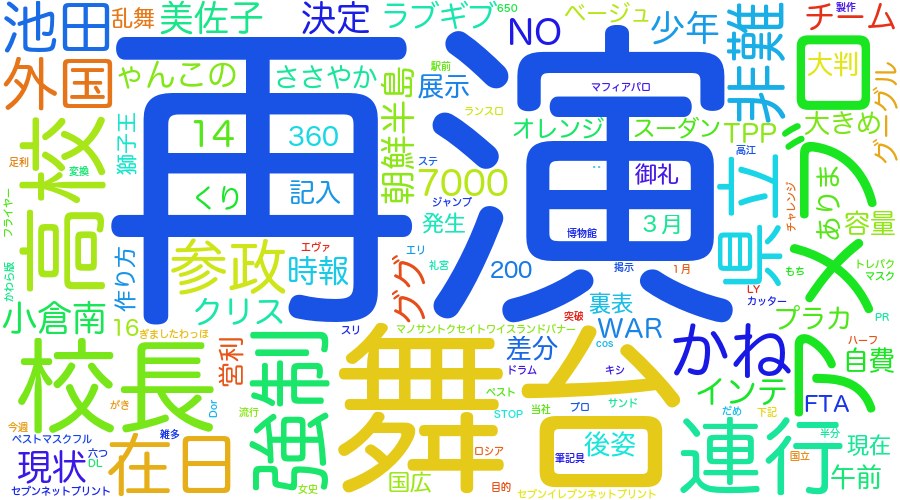 池田
乱舞
美佐子
決定
ラブギブ
650
NO
ベージュ
少年
非難
製作
チーム
外国
ゃんこの
ささやか
駅前
展示
マフィアパロ
プロ
大判
グーグル
再演
14
360
朝鮮半島
ランスロ
オレンジ
スーダン
TPP
大きめ
高校
足利
変換
獅子王
くり
記入
ステ
7000
ジャンプ
御礼
高江
県立
チャレンジ
ありま
容量
フライヤー
かわら版
参政
エヴァ
時報
発生
エリ
礼宮
博物館
3月
掲示
1月
もち
トレパク
マスク
作り方
クリス
ググ
200
裏表
LY
カッター
アメブロ
プラカ
PR
小倉南
16
ぎましたわっほ
スリ
マノサントクセイトワイスランドバナー
突破
WAR
cos
差分
かね
ハーフ
自費
校長
営利
強制
舞台
ドラム
キシ
インテ
FTA
がき
Dor
流行
ベスト
STOP
当社
プロ
サンド
だめ
下記
今週
ベストマスクフル
雑多
六つ
DL
現状
在日
ロシア
筆記具
後姿
連行
半分
国立
現在
午前
セブンネットプリント
女史
国広
目的
セブンイレブンネットプリント